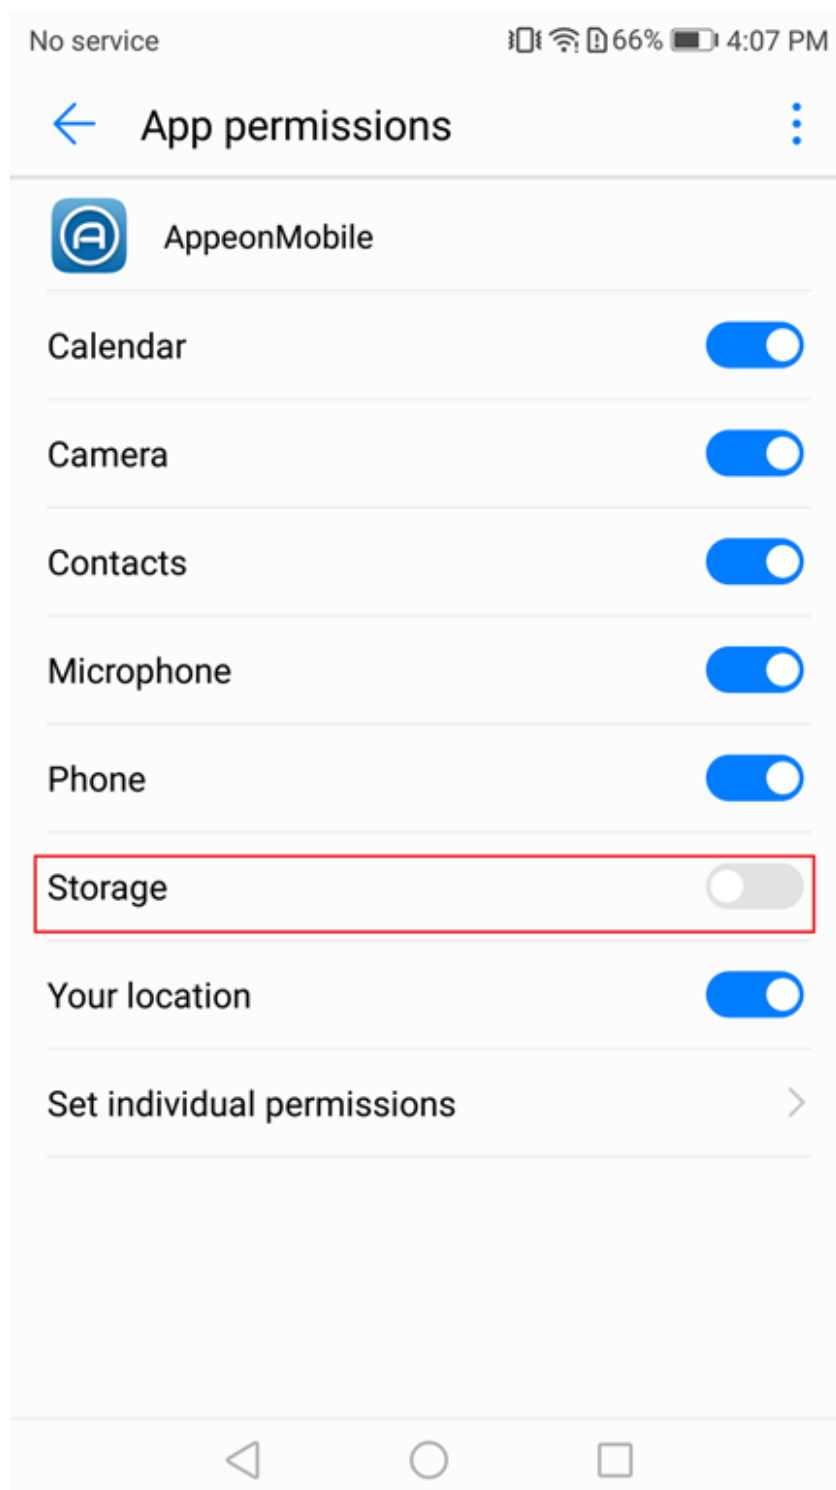 No service 66% 4:07 PM
App permissions
AppeonMobile
Calendar
Camera
Contacts
Microphone
Phone
Storage
Your location
Set individual permissions